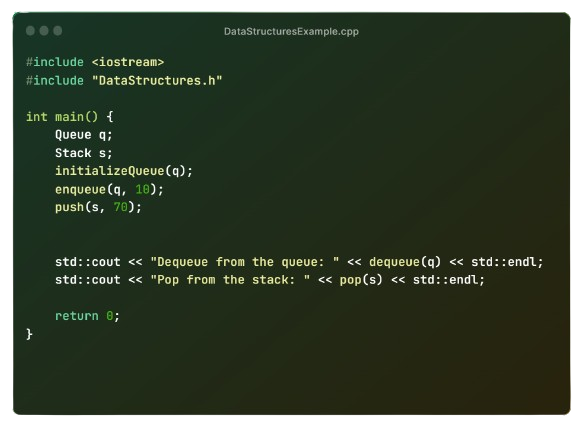 DataStructuresExample.cpp
#include <iostream>
#include "DataStructures.h"
int main() {
    Queue q;
    Stack s;
    initializeQueue(q);
    enqueue(q, 10);
    push(s, 70);
    std::cout << "Dequeue from the queue: " << dequeue(q) << std::endl;
    std::cout << "Pop from the stack: " << pop(s) << std::endl;
    return 0;
}